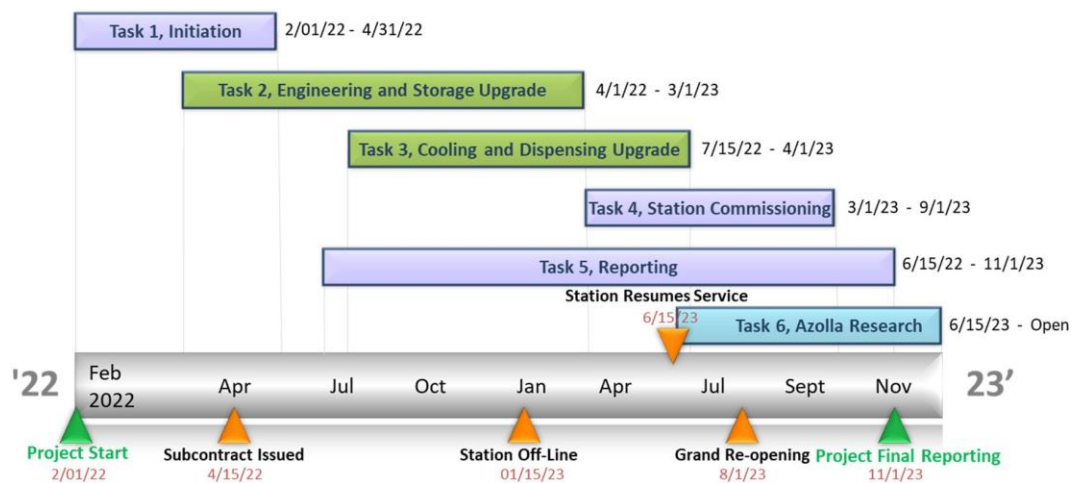 Task 1, Initiation 2/01/22 - 4/31/22
Task 2, Engineering and Storage Upgrade 4/1/22 - 3/1/23
Task 3, Cooling and Dispensing Upgrade 7/15/22 - 4/1/23
Task 4, Station Commissioning 3/1/23 - 9/1/23
Task 5, Reporting 6/15/22 - 11/1/23
Station Resumes Service
6/15/23
Task 6, Azolla Research 6/15/23 - Open
'22 Feb 2022 Apr Jul Oct Jan Apr Jul Sept Nov 23'
Project Start Subcontract Issued Station Off-Line Grand Re-opening Project Final Reporting
2/01/22 4/15/22 01/15/23 8/1/23 11/1/23